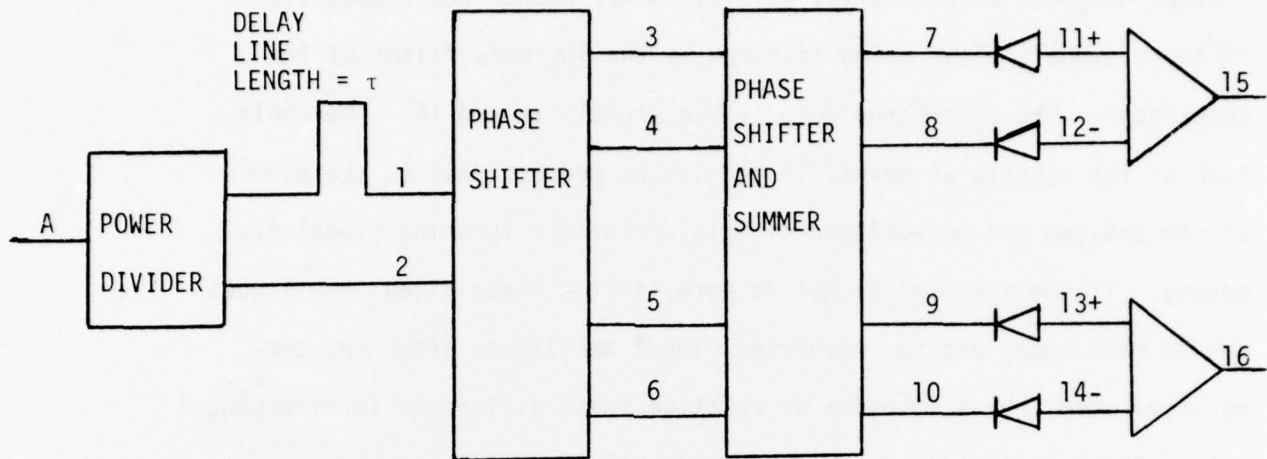 DELAY
LINE
LENGTH = τ
A
POWER
DIVIDER
1
2
PHASE
SHIFTER
3
4
5
6
PHASE
SHIFTER
AND
SUMMER
7
8
9
10
11+
12-
13+
14-
15
16